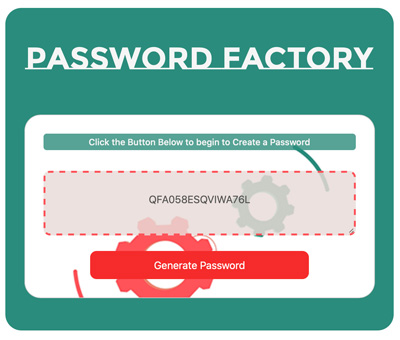 PASSWORD FACTORY
Click the Button Below to begin to Create a Password
QFA058ESQVIWA76L
Generate Password